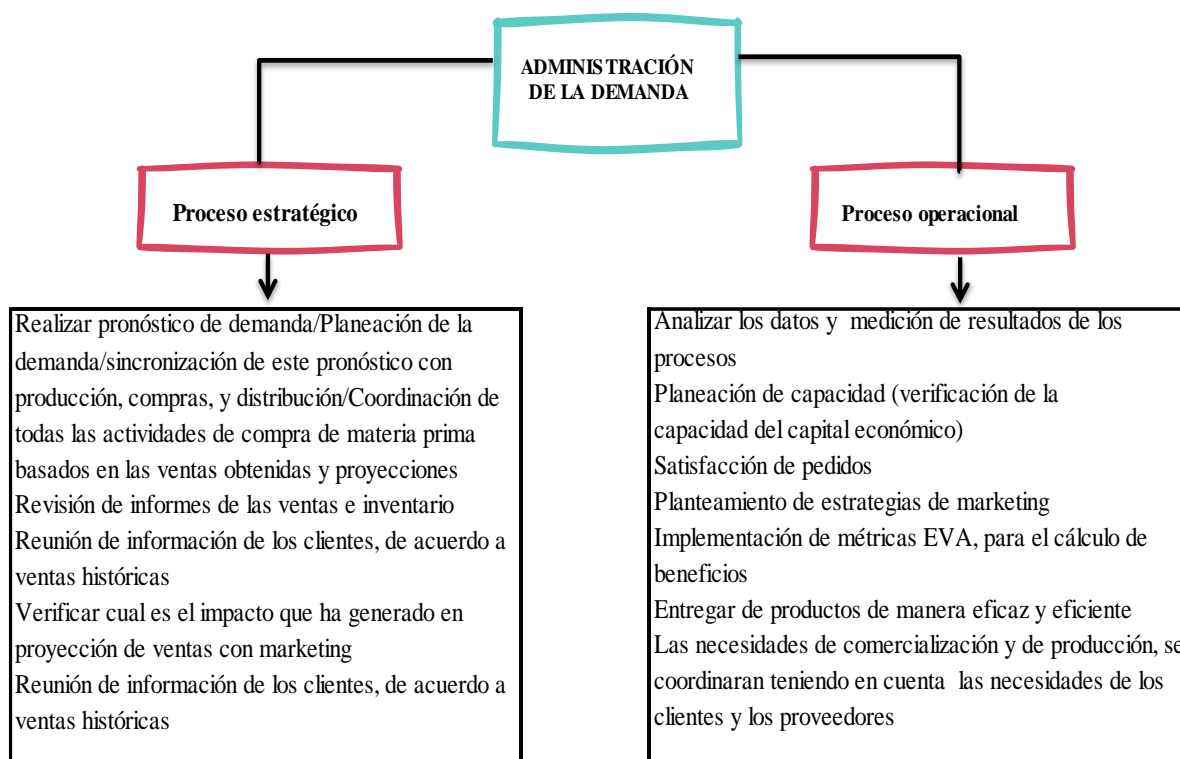 ADMINISTRACIÓN
DE LA DEMANDA
Proceso estratégico
Proceso operacional
Realizar pronóstico de demanda/Planeación de la
demanda/sincronización de este pronóstico con
producción, compras, y distribución/Coordinación de
todas las actividades de compra de materia prima
basados en las ventas obtenidas y proyecciones
Revisión de informes de las ventas e inventario
Reunión de información de los clientes, de acuerdo a
ventas históricas
Verificar cual es el impacto que ha generado en
proyección de ventas con marketing
Reunión de información de los clientes, de acuerdo a
ventas históricas
Analizar los datos y medición de resultados de los
procesos
Planeación de capacidad (verificación de la
capacidad del capital económico)
Satisfacción de pedidos
Planteamiento de estrategias de marketing
Implementación de métricas EVA, para el cálculo de
beneficios
Entregar de productos de manera eficaz y eficiente
Las necesidades de comercialización y de producción, se
coordinaran teniendo en cuenta las necesidades de los
clientes y los proveedores